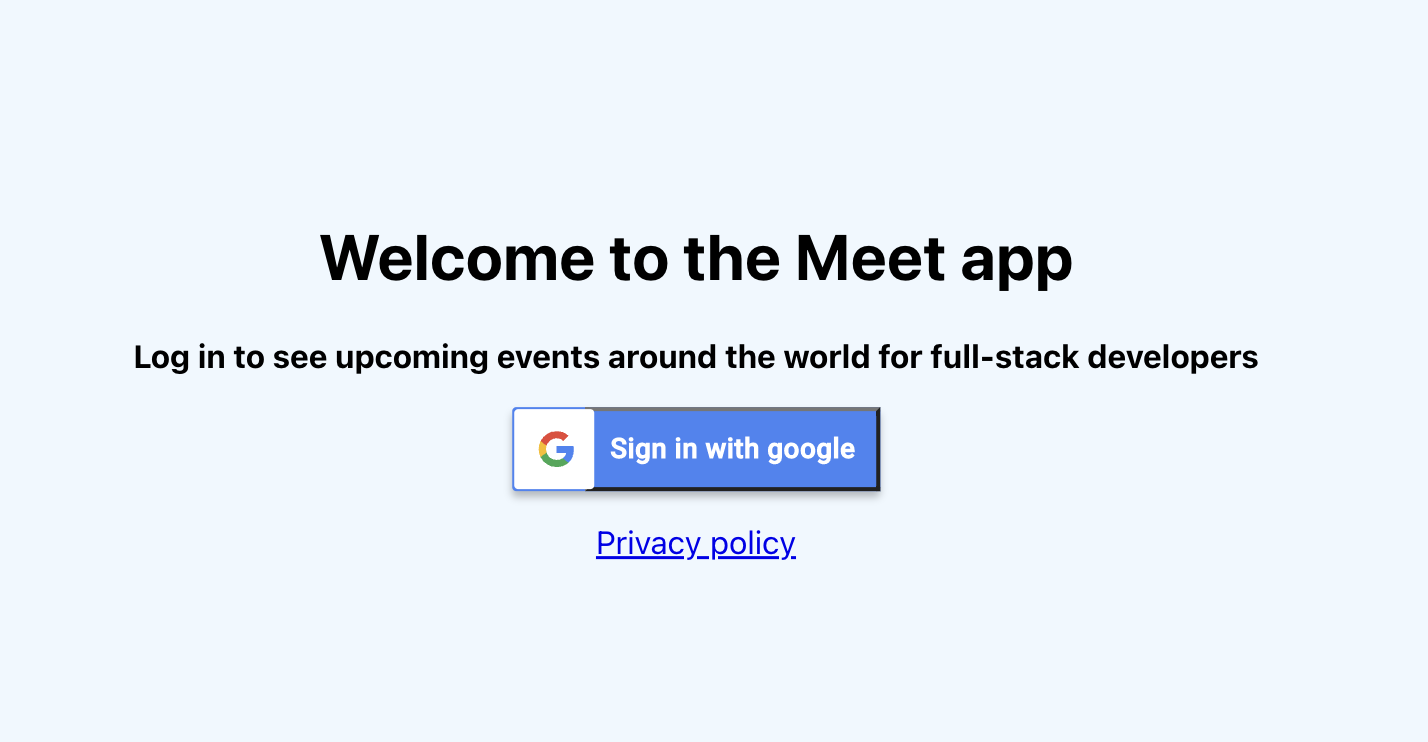 Welcome to the Meet app
Log in to see upcoming events around the world for full-stack developers
Sign in with google
Privacy policy